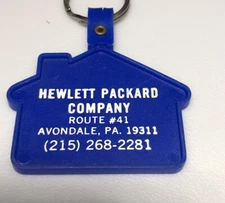 HEWLETT PACKARD
COMPANY
ROUTE #41
AVONDALE, PA. 19311
(215) 268-2281